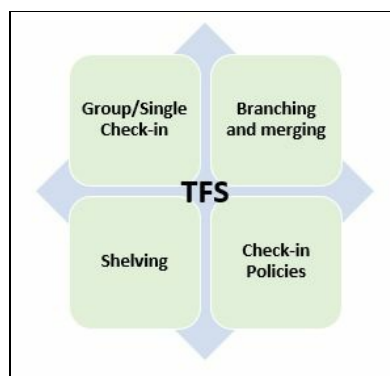 Group/Single
Check-in
Branching
and merging
TFS
Shelving
Check-in
Policies